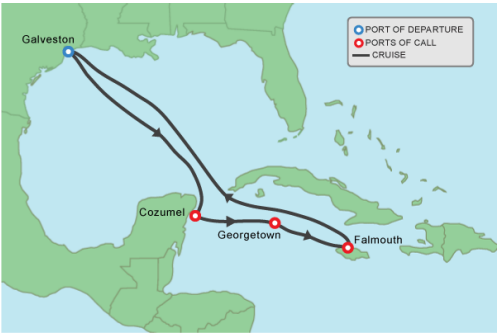 Galveston
PORT OF DEPARTURE
PORTS OF CALL
CRUISE
Cozumel
Georgetown
Falmouth